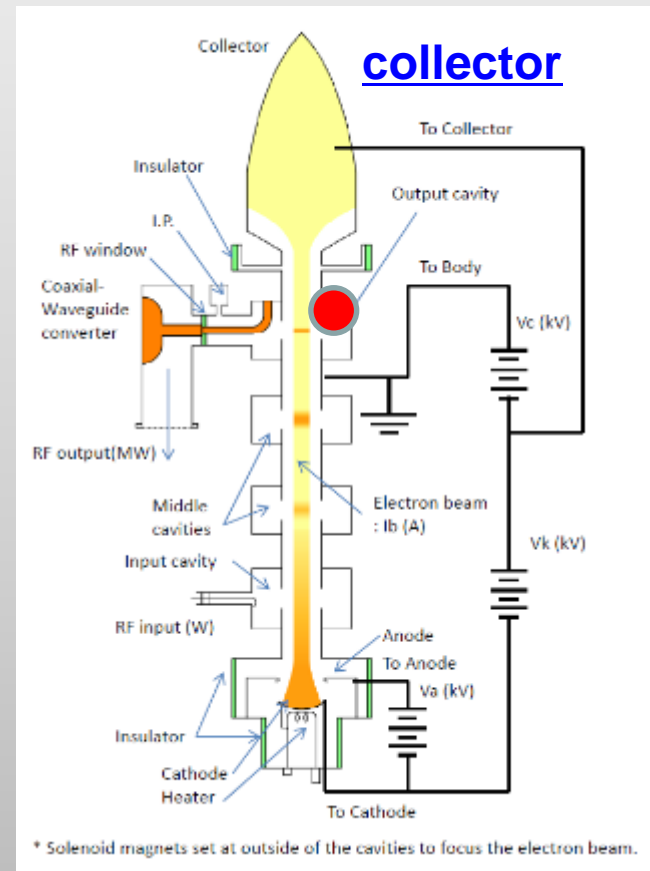 Collector
collector
To Collector
Insulator
Output cavity
I.P.
RF window
To Body
Coaxial-
Waveguide
converter
Vc (kV)
RF output(MW)
Middle
cavities
Electron beam
: Ib (A)
Vk (kV)
Input cavity
RF input (W)
Anode
To Anode
Va (kV)
Insulator
Cathode
Heater
To Cathode
* Solenoid magnets set at outside of the cavities to focus the electron beam.